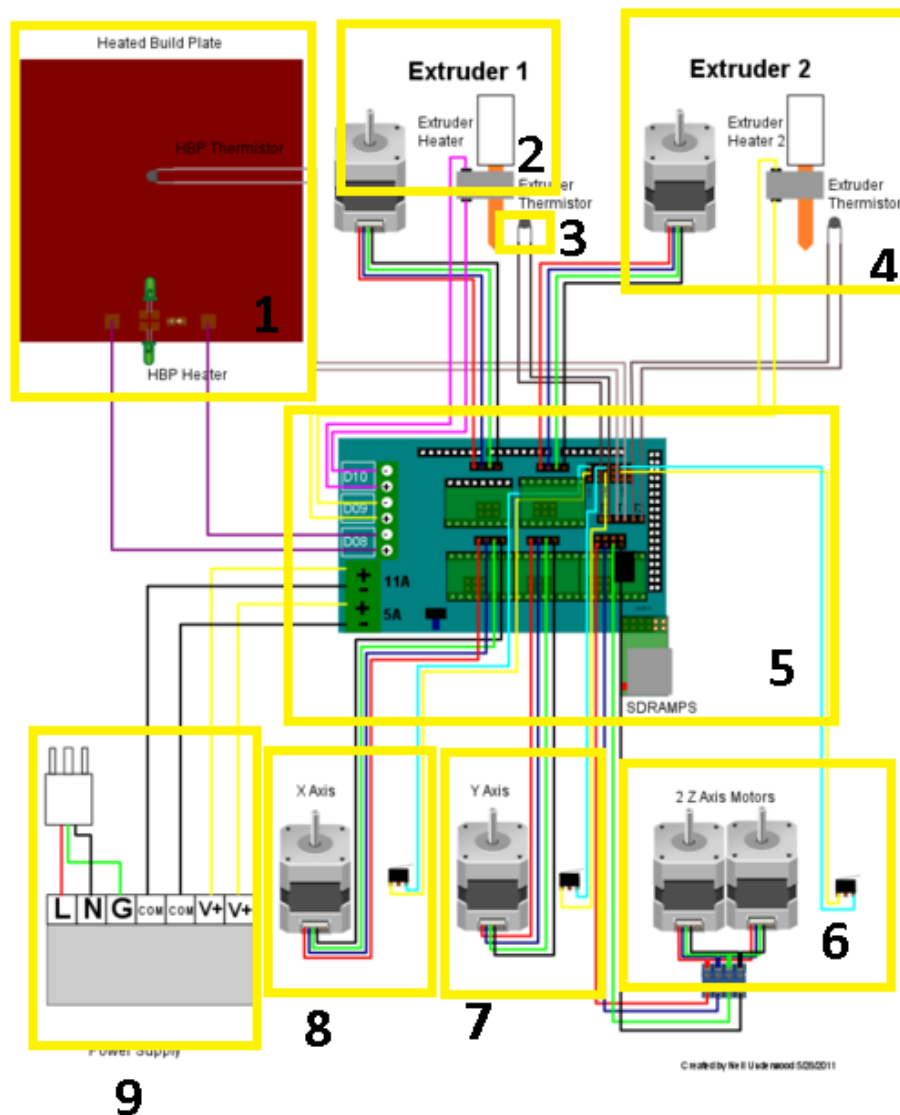 Heated Build Plate
HBP Thermistor
1
HBP Heater
Extruder 1
Extruder
Heater
2
Extruder
Thermistor
3
Extruder 2
Extruder
Heater 2
Extruder
Thermistor
4
D10
-
+
D09
-
+
D08
-
+
+
-
11A
+
-
5A
5
SDRAMPS
X Axis
8
Y Axis
7
2 Z Axis Motors
6
L N G COM COM V+ V+
Power Supply
9
Created by Neil Underwood 5/28/2011